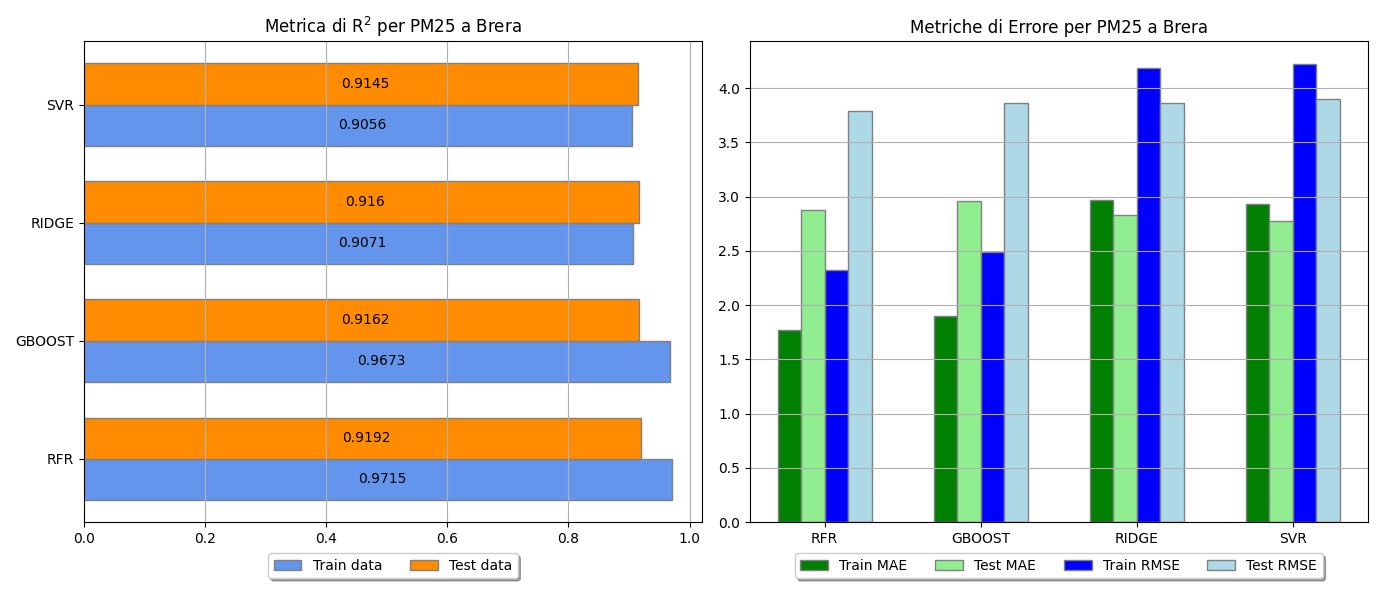 Metrica di R² per PM25 a Brera
SVR
0.9145
0.9056
RIDGE
0.916
0.9071
GBOOST
0.9162
0.9673
RFR
0.9192
0.9715
0.0 0.2 0.4 0.6 0.8 1.0
Train data Test data
Metriche di Errore per PM25 a Brera
4.0
3.5
3.0
2.5
2.0
1.5
1.0
0.5
0.0
RFR GBOOST RIDGE SVR
Train MAE Test MAE Train RMSE Test RMSE